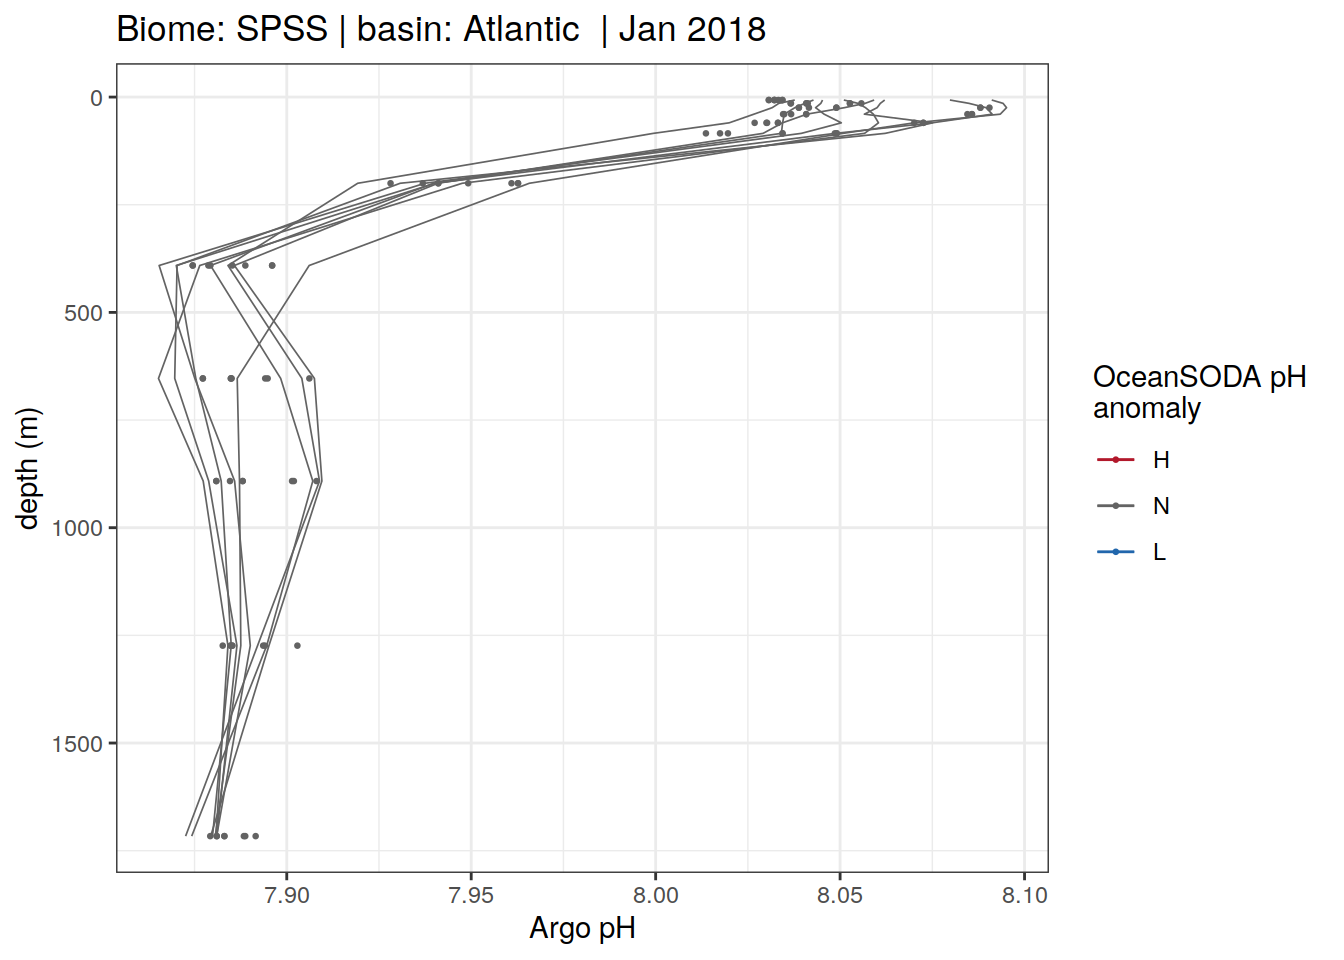 Biome: SPSS | basin: Atlantic  | Jan 2018
0
500
1000
1500
depth (m)
7.90
7.95
8.00
8.05
8.10
Argo pH
OceanSODA pH
anomaly
H
N
L